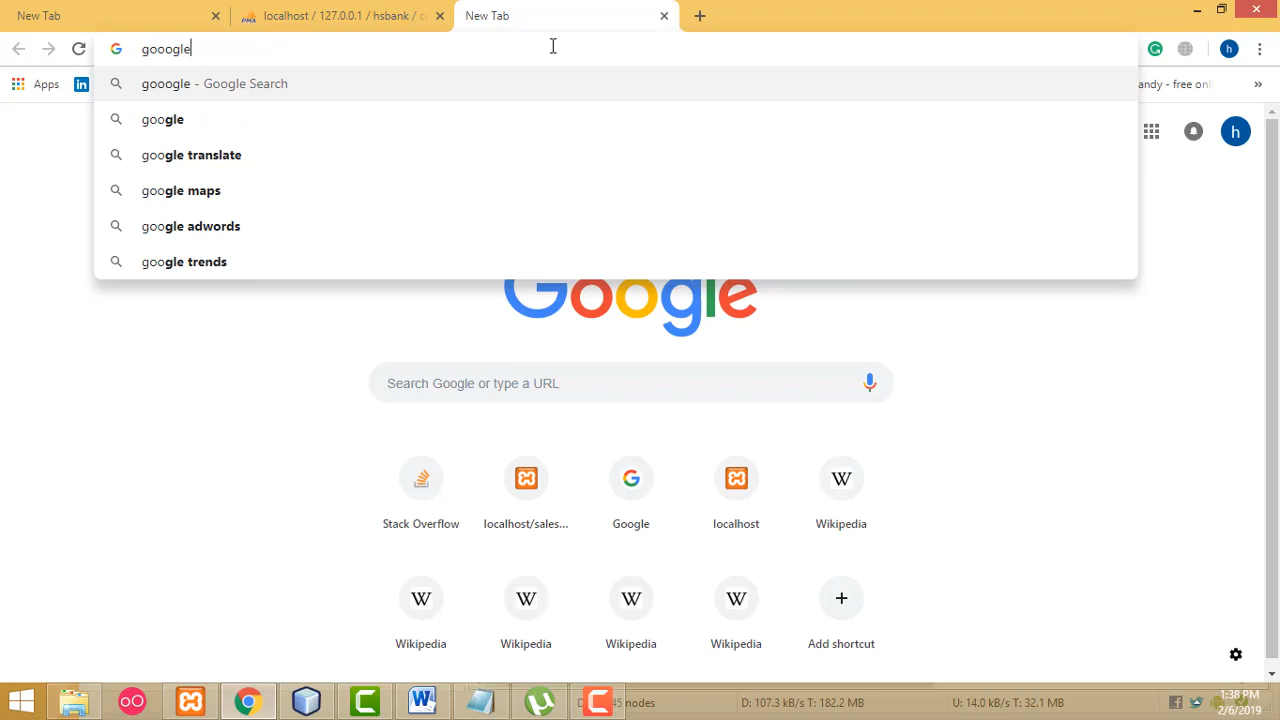 New Tab
localhost / 127.0.0.1 / hsbank / c
New Tab
gooogle
Apps
andy - free onl
gooogle - Google Search
google
google translate
google maps
google adwords
google trends
h
h
Google
Search Google or type a URL
Stack Overflow
localhost/sales...
Google
localhost
Wikipedia
Wikipedia
Wikipedia
Wikipedia
Wikipedia
Add shortcut
nodes
D: 107.3 kB/s T: 182.2 MB
U: 14.0 kB/s T: 32.1 MB
1:38 PM
2/6/2019